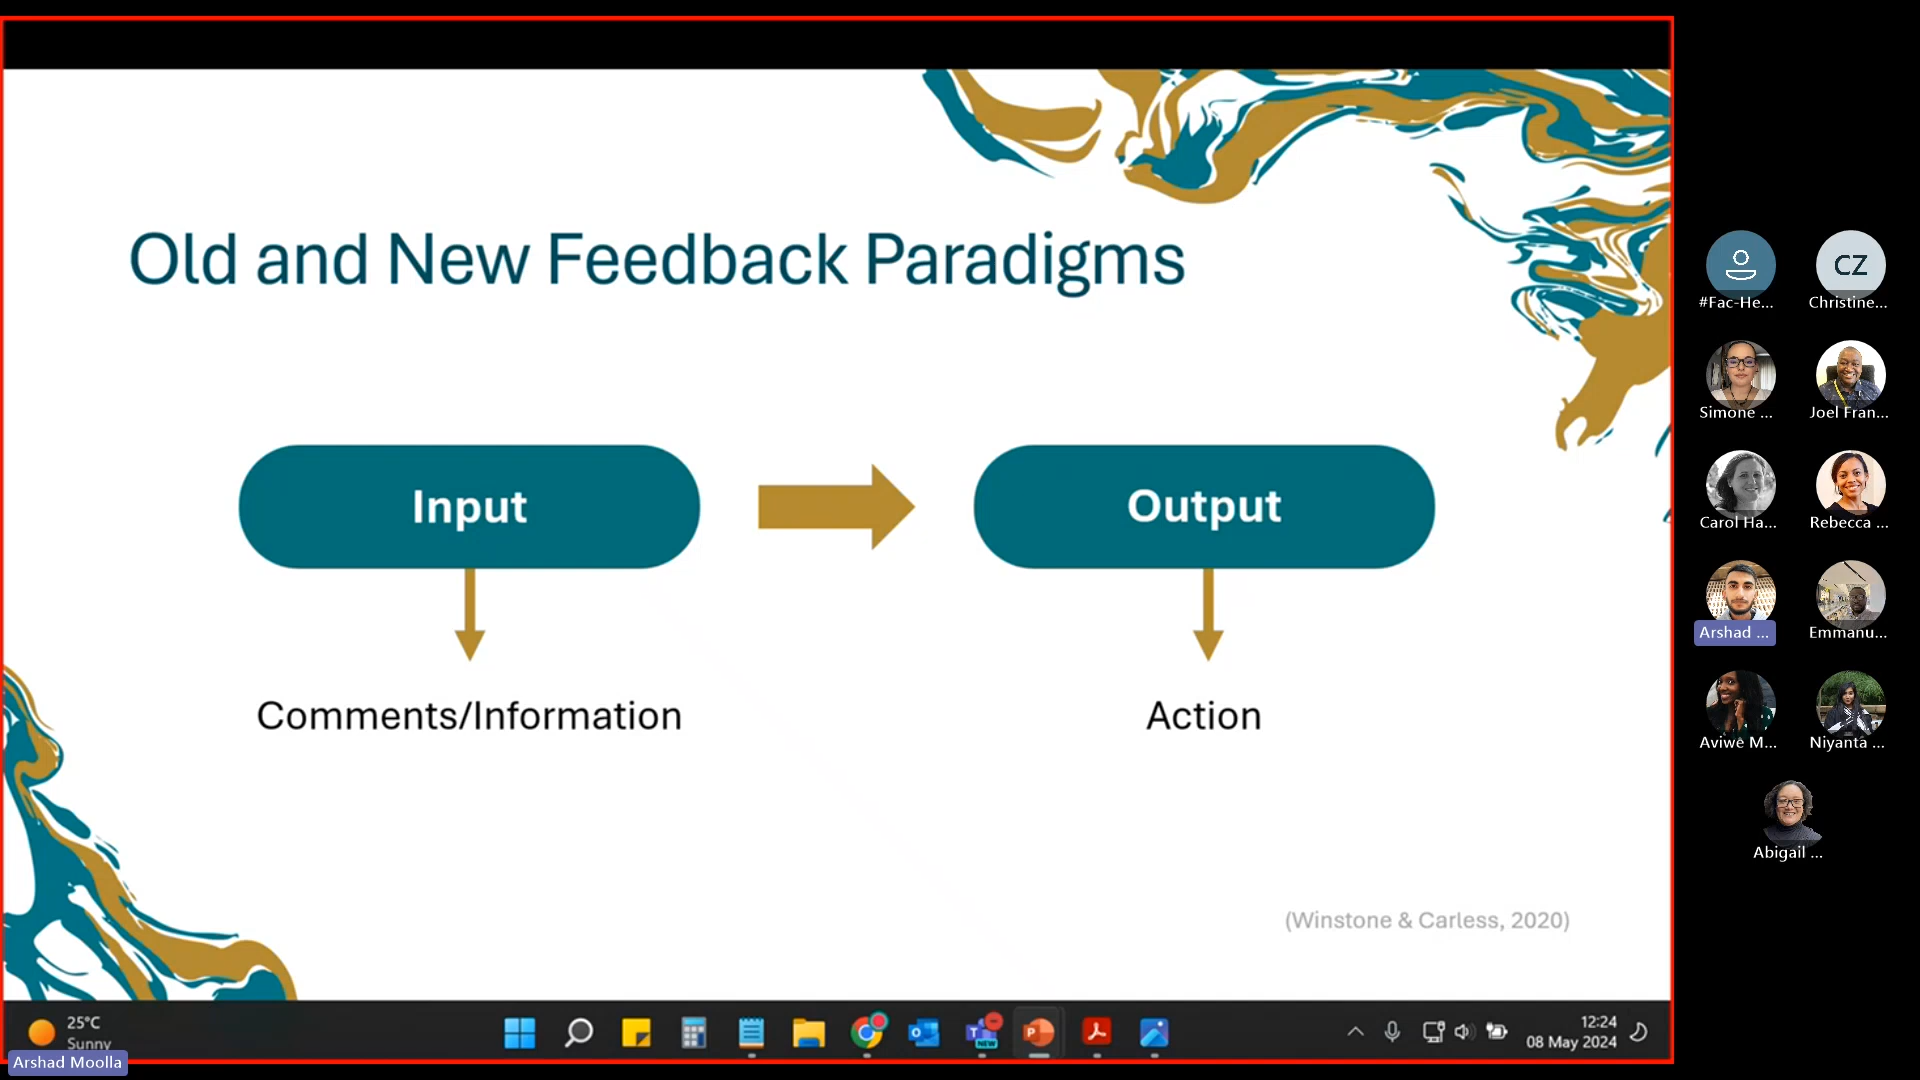 Old and New Feedback Paradigms
Input
Output
Comments/Information
Action
(Winstone & Carless, 2020)
#Fac-He...
CZ
Christine...
Simone ...
Joel Fran...
Carol Ha...
Rebecca ...
Arshad ...
Emmanu...
Aviwe M...
Niyanta ...
Abigail ...
25°C
Sunny
NEW
12:24
08 May 2024
Arshad Moolla